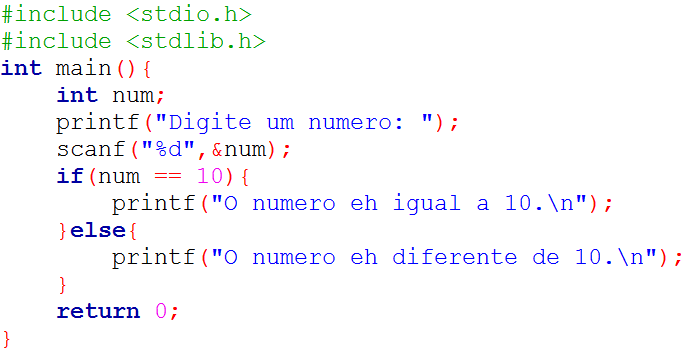 #include <stdio.h>
#include <stdlib.h>
int main(){
    int num;
    printf("Digite um numero: ");
    scanf("%d",&num);
    if(num == 10){
        printf("O numero eh igual a 10.\n");
    }else{
        printf("O numero eh diferente de 10.\n");
    }
    return 0;
}